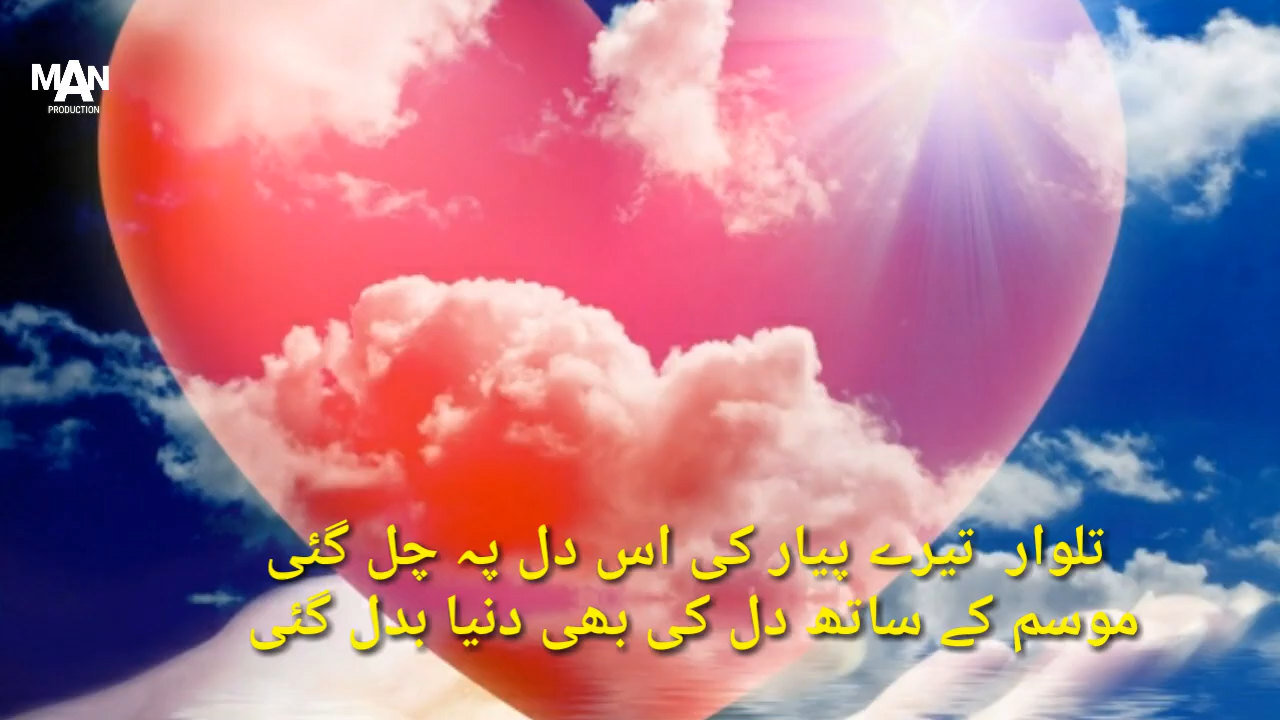 MAN
PRODUCTION
تلوار تیرے پیار کی اس دل پہ چل گئی
موسم کے ساتھ دل کی بھی دنیا بدل گئی